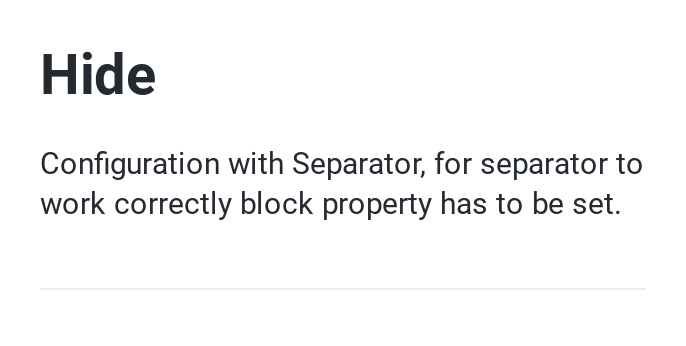 Hide
Configuration with Separator, for separator to
work correctly block property has to be set.